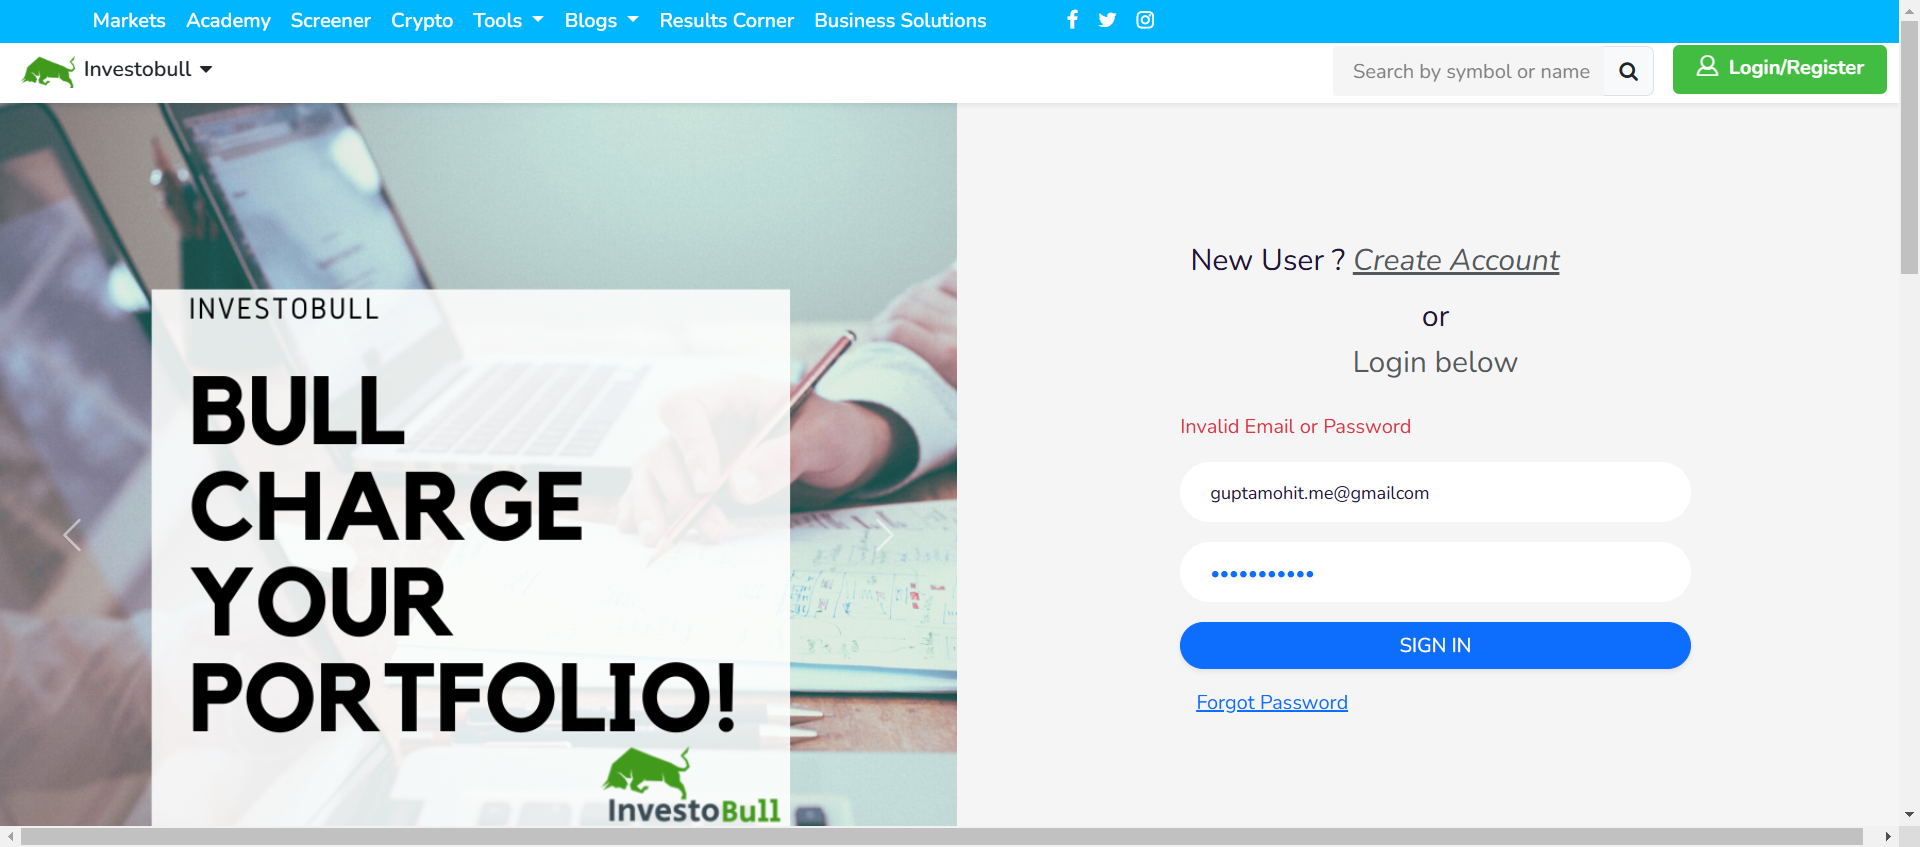 Markets Academy Screener Crypto Tools Blogs Results Corner Business Solutions
Investobull
Search by symbol or name
Login/Register
INVESTOBULL
BULL
CHARGE
YOUR
PORTFOLIO!
InvestoBull
New User ? Create Account
or
Login below
Invalid Email or Password
guptamohit.me@gmailcom
•••••••••••
SIGN IN
Forgot Password